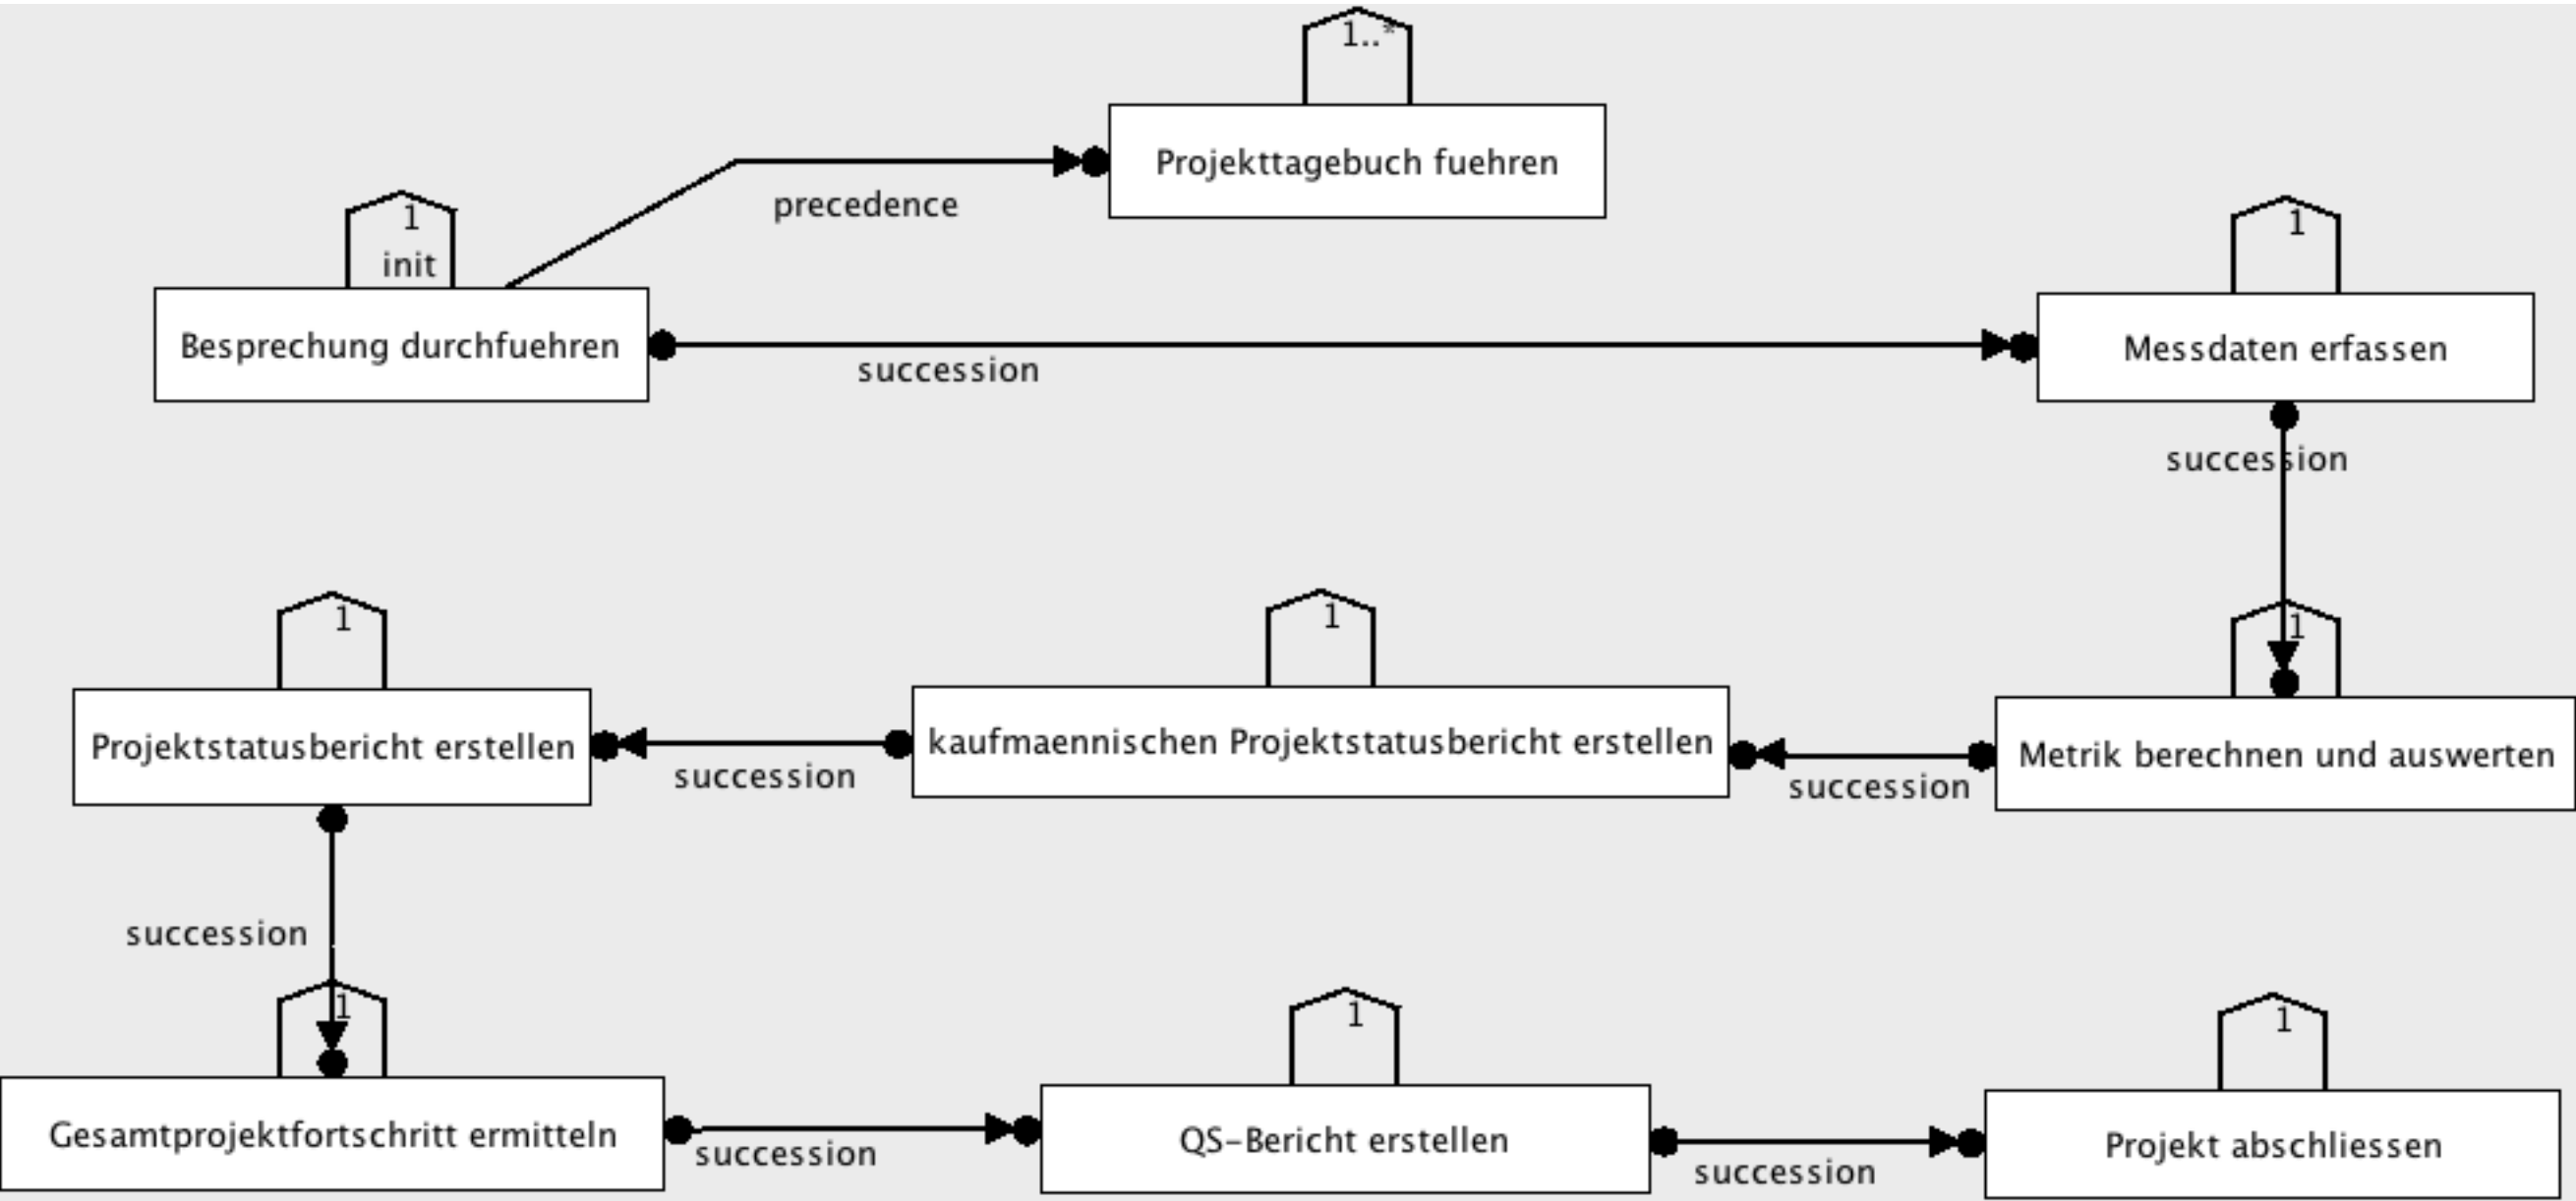 1..*
Projekttagebuch fuehren
precedence
1
init
Besprechung durchfuehren
succession
1
Messdaten erfassen
succession
1
Projektstatusbericht erstellen
succession
1
kaufmaennischen Projektstatusbericht erstellen
succession
1
Metrik berechnen und auswerten
succession
1
Gesamtprojektfortschritt ermitteln
succession
1
QS-Bericht erstellen
succession
1
Projekt abschliessen